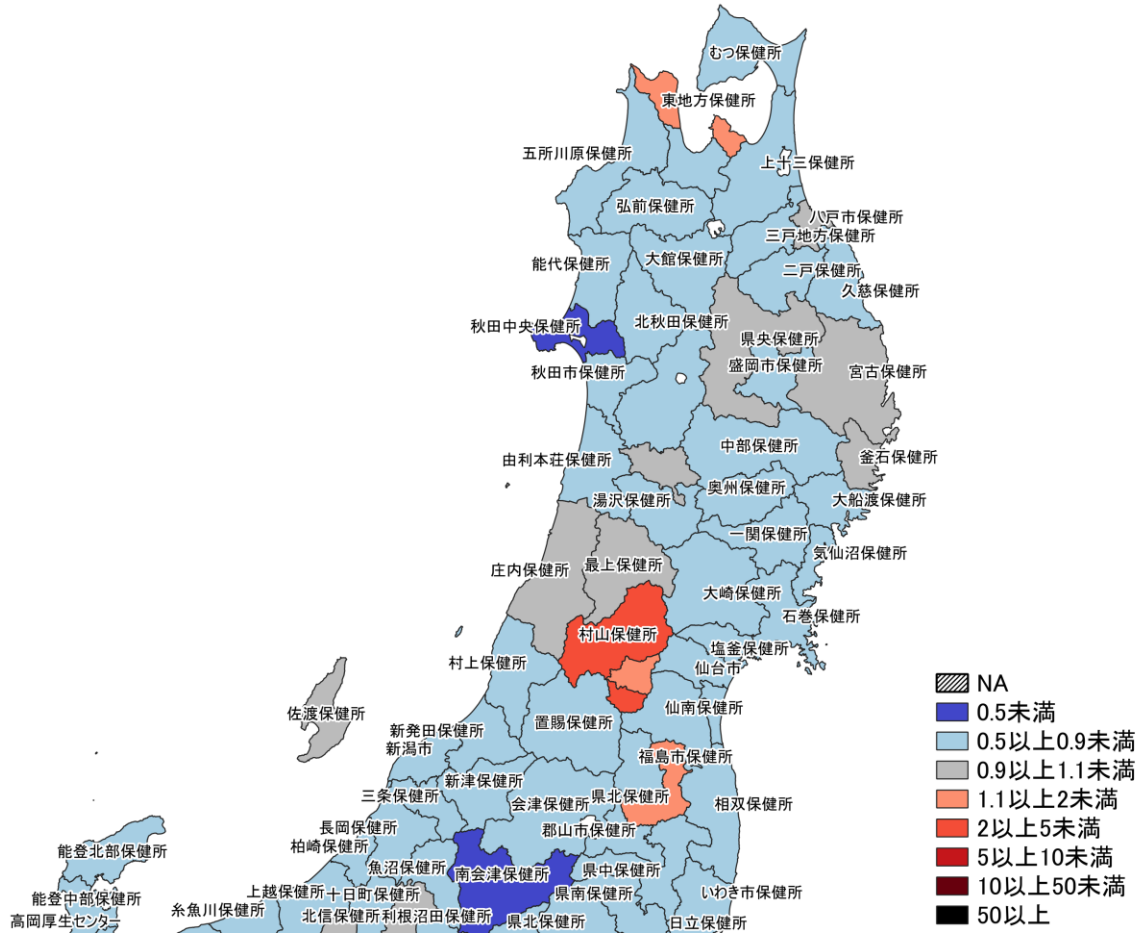 むつ保健所
東地方保健所
五所川原保健所
上十三保健所
弘前保健所
八戸市保健所
三戸地方保健所
大館保健所
能代保健所
二戸保健所
久慈保健所
北秋田保健所
秋田中央保健所
県央保健所
盛岡市保健所
宮古保健所
秋田市保健所
中部保健所
釜石保健所
由利本荘保健所
奥州保健所
湯沢保健所
大船渡保健所
一関保健所
気仙沼保健所
最上保健所
庄内保健所
大崎保健所
石巻保健所
村山保健所
塩釜保健所
村上保健所
仙台市
佐渡保健所
仙南保健所
置賜保健所
新発田保健所
新潟市
福島市保健所
新津保健所
三条保健所
会津保健所
県北保健所
相双保健所
長岡保健所
郡山市保健所
柏崎保健所
能登北部保健所
魚沼保健所
南会津保健所
県中保健所
上越保健所
十日町保健所
県南保健所
いわき市保健所
能登中部保健所
糸魚川保健所
北信保健所
利根沼田保健所
県北保健所
日立保健所
高岡厚生センター
NA
0.5未満
0.5以上0.9未満
0.9以上1.1未満
1.1以上2未満
2以上5未満
5以上10未満
10以上50未満
50以上